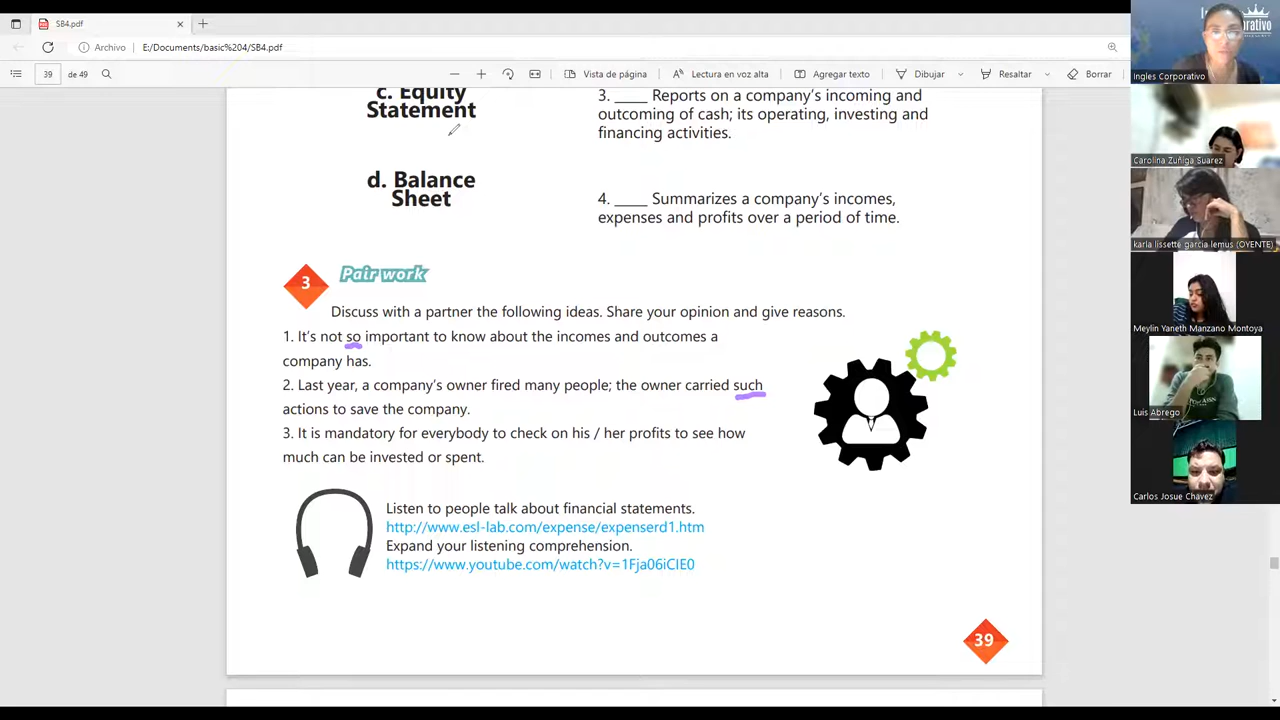 SB4.pdf
Archivo
E:/Documents/basic%204/SB4.pdf
39
de 49
Vista de página
Lectura en voz alta
Agregar texto
Dibujar
Resaltar
Borrar
c. Equity
Statement
3. ____ Reports on a company's incoming and
outcoming of cash; its operating, investing and
financing activities.
d. Balance
Sheet
4. ____ Summarizes a company's incomes,
expenses and profits over a period of time.
3
Pair work
Discuss with a partner the following ideas. Share your opinion and give reasons.
1. It's not so important to know about the incomes and outcomes a
company has.
2. Last year, a company's owner fired many people; the owner carried such
actions to save the company.
3. It is mandatory for everybody to check on his / her profits to see how
much can be invested or spent.
Listen to people talk about financial statements.
http://www.esl-lab.com/expense/expenserd1.htm
Expand your listening comprehension.
https://www.youtube.com/watch?v=1Fja06iCIE0
39
Ingles Corporativo
Carolina Zuñiga Suarez
karla lissette garcia lemus (OYENTE)
Meylin Yaneth Manzano Montoya
Luis Abrego
Carlos Josue Chávez